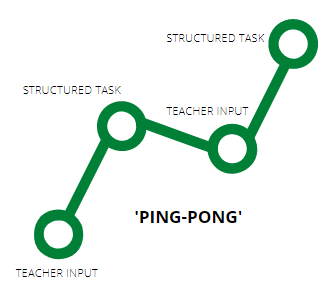 STRUCTURED TASK
STRUCTURED TASK
TEACHER INPUT
'PING-PONG'
TEACHER INPUT